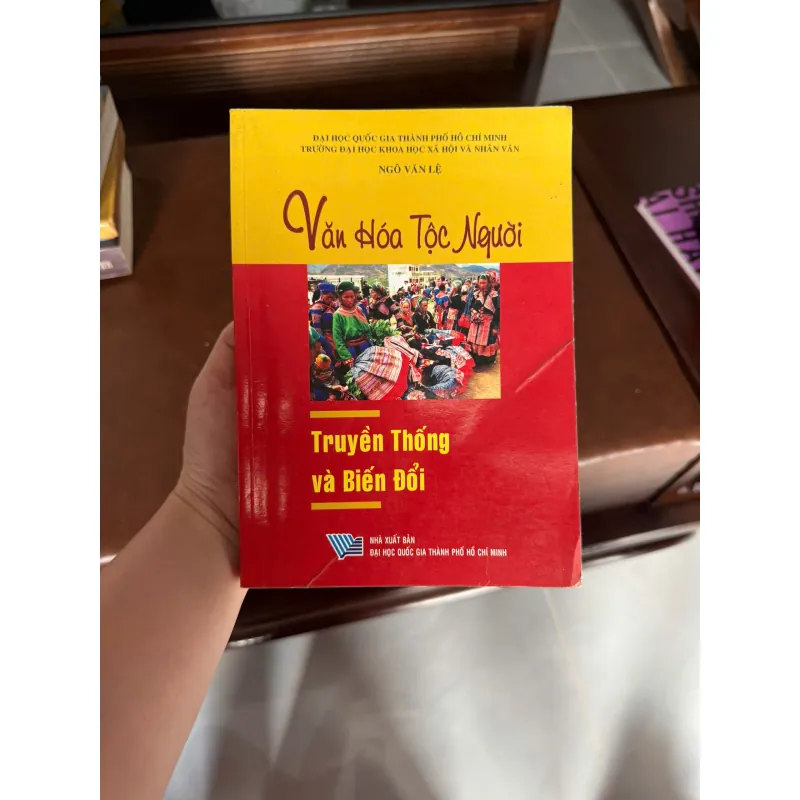 ĐẠI HỌC QUỐC GIA THÀNH PHỐ HỒ CHÍ MINH
TRƯỜNG ĐẠI HỌC KHOA HỌC XÃ HỘI VÀ NHÂN VĂN
NGÔ VĂN LỆ
Văn Hóa Tộc Người
Truyền Thống
và Biến Đổi
NHÀ XUẤT BẢN
ĐẠI HỌC QUỐC GIA THÀNH PHỐ HỒ CHÍ MINH